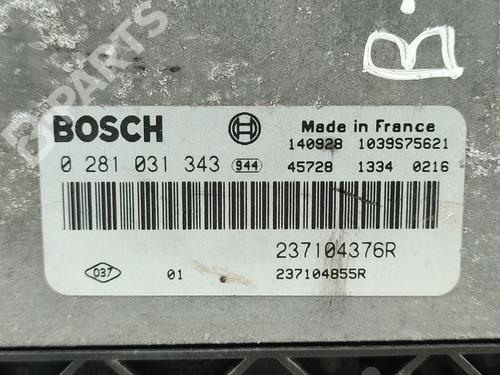 B-PARTS
B.
BOSCH
Made in France
140928 1039S75621
0 281 031 343 944 45728 1334 0216
237104376R
037 01 237104855R